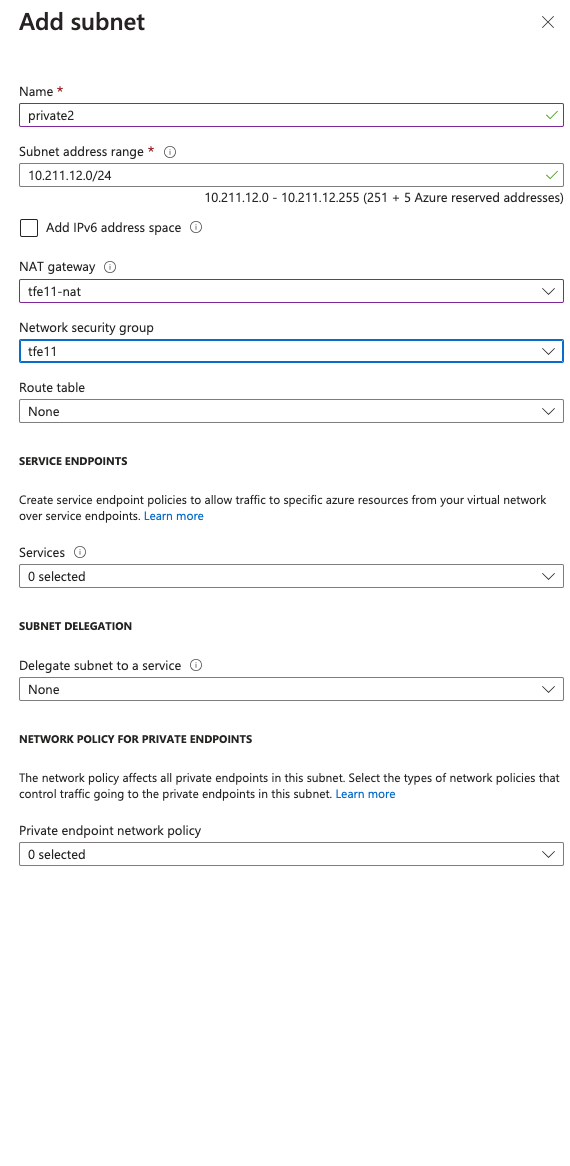 Add subnet
Name *
private2
Subnet address range *
10.211.12.0/24
10.211.12.0 - 10.211.12.255 (251 + 5 Azure reserved addresses)
Add IPv6 address space
NAT gateway
tfe11-nat
Network security group
tfe11
Route table
None
SERVICE ENDPOINTS
Create service endpoint policies to allow traffic to specific azure resources from your virtual network
over service endpoints. Learn more
Services
0 selected
SUBNET DELEGATION
Delegate subnet to a service
None
NETWORK POLICY FOR PRIVATE ENDPOINTS
The network policy affects all private endpoints in this subnet. Select the types of network policies that
control traffic going to the private endpoints in this subnet. Learn more
Private endpoint network policy
0 selected